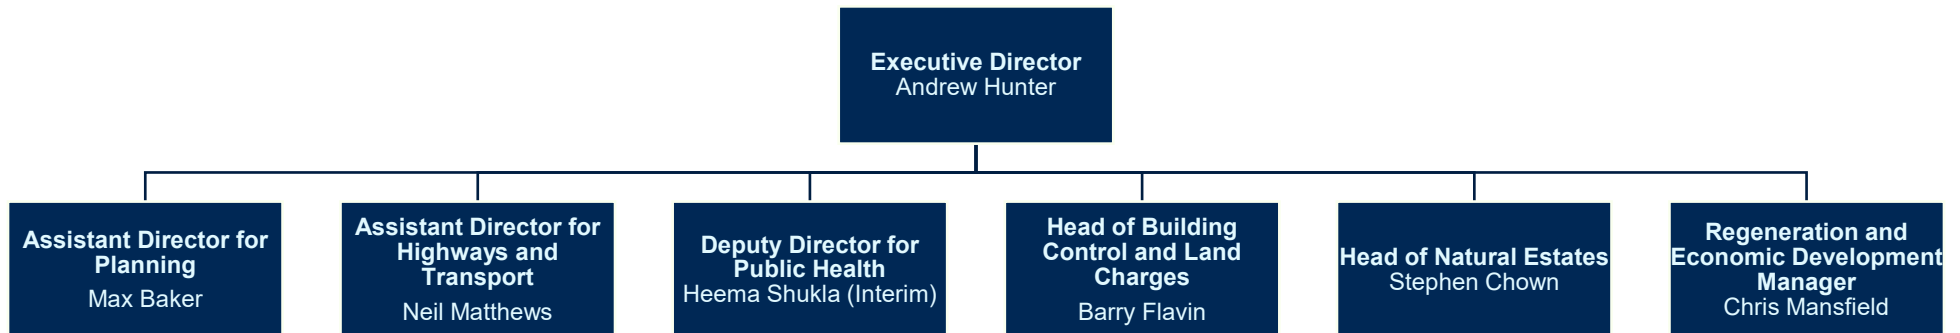 Executive Director
Andrew Hunter
Assistant Director for
Planning
Max Baker
Assistant Director for
Highways and
Transport
Neil Matthews
Deputy Director for
Public Health
Heema Shukla (Interim)
Head of Building
Control and Land
Charges
Barry Flavin
Head of Natural Estates
Stephen Chown
Regeneration and
Economic Development
Manager
Chris Mansfield